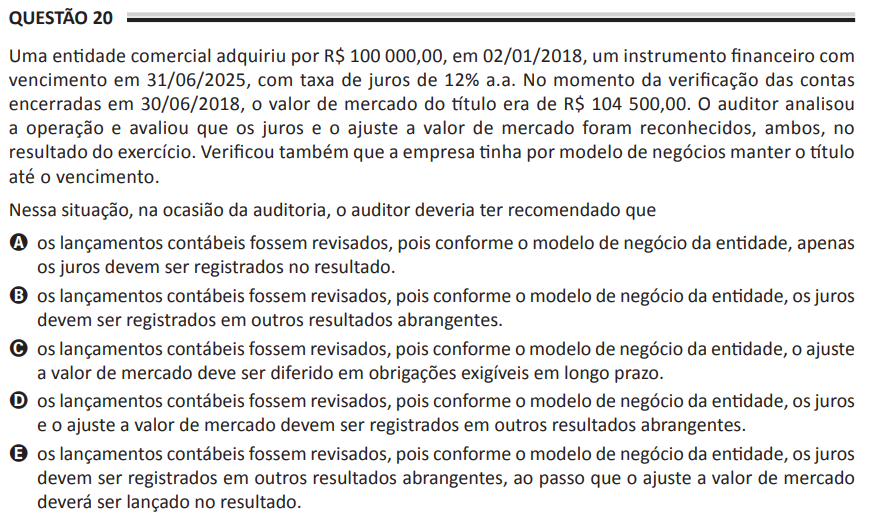 QUESTÃO 20
Uma entidade comercial adquiriu por R$ 100 000,00, em 02/01/2018, um instrumento financeiro com
vencimento em 31/06/2025, com taxa de juros de 12% a.a. No momento da verificação das contas
encerradas em 30/06/2018, o valor de mercado do título era de R$ 104 500,00. O auditor analisou
a operação e avaliou que os juros e o ajuste a valor de mercado foram reconhecidos, ambos, no
resultado do exercício. Verificou também que a empresa tinha por modelo de negócios manter o título
até o vencimento.
Nessa situação, na ocasião da auditoria, o auditor deveria ter recomendado que
A os lançamentos contábeis fossem revisados, pois conforme o modelo de negócio da entidade, apenas
os juros devem ser registrados no resultado.
B os lançamentos contábeis fossem revisados, pois conforme o modelo de negócio da entidade, os juros
devem ser registrados em outros resultados abrangentes.
C os lançamentos contábeis fossem revisados, pois conforme o modelo de negócio da entidade, o ajuste
a valor de mercado deve ser diferido em obrigações exigíveis em longo prazo.
D os lançamentos contábeis fossem revisados, pois conforme o modelo de negócio da entidade, os juros
e o ajuste a valor de mercado devem ser registrados em outros resultados abrangentes.
E os lançamentos contábeis fossem revisados, pois conforme o modelo de negócio da entidade, os juros
devem ser registrados em outros resultados abrangentes, ao passo que o ajuste a valor de mercado
deverá ser lançado no resultado.